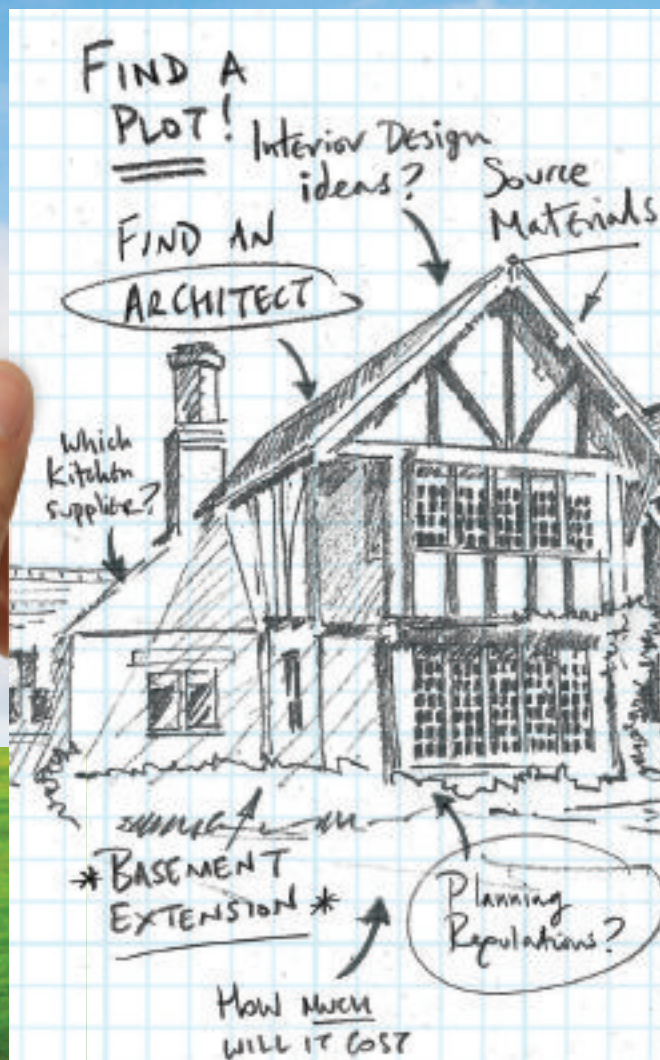 FIND A
PLOT!
Interior Design
ideas?
Source
Materials
FIND AN
ARCHITECT
Which
Kitchen
supplier?
*BASEMENT
EXTENSION*
Planning
Regulations?
HOW MUCH
WILL IT COST